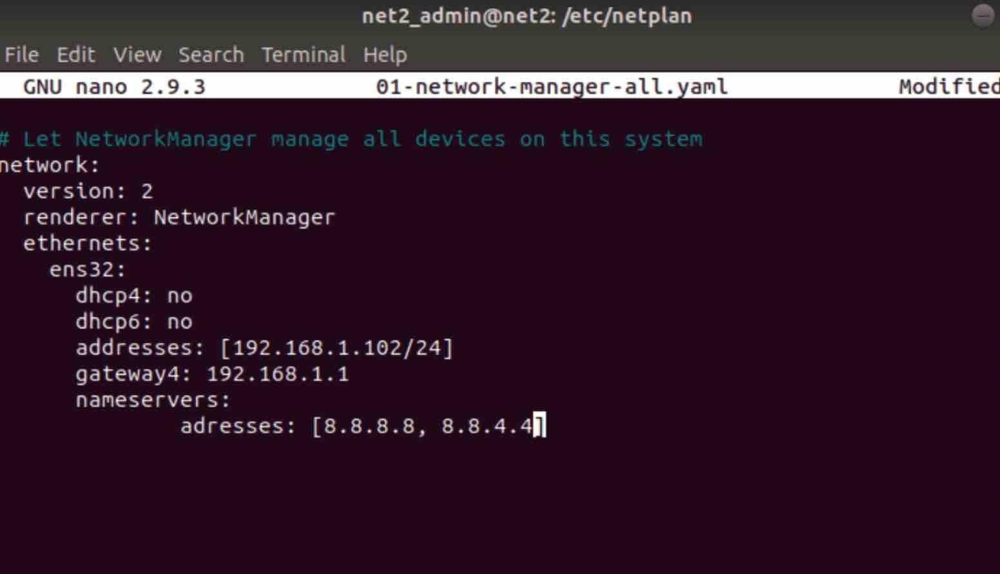 net2_admin@net2: /etc/netplan
File Edit View Search Terminal Help
GNU nano 2.9.3 01-network-manager-all.yaml Modified
# Let NetworkManager manage all devices on this system
network:
  version: 2
  renderer: NetworkManager
  ethernets:
    ens32:
      dhcp4: no
      dhcp6: no
      addresses: [192.168.1.102/24]
      gateway4: 192.168.1.1
      nameservers:
              adresses: [8.8.8.8, 8.8.4.4]